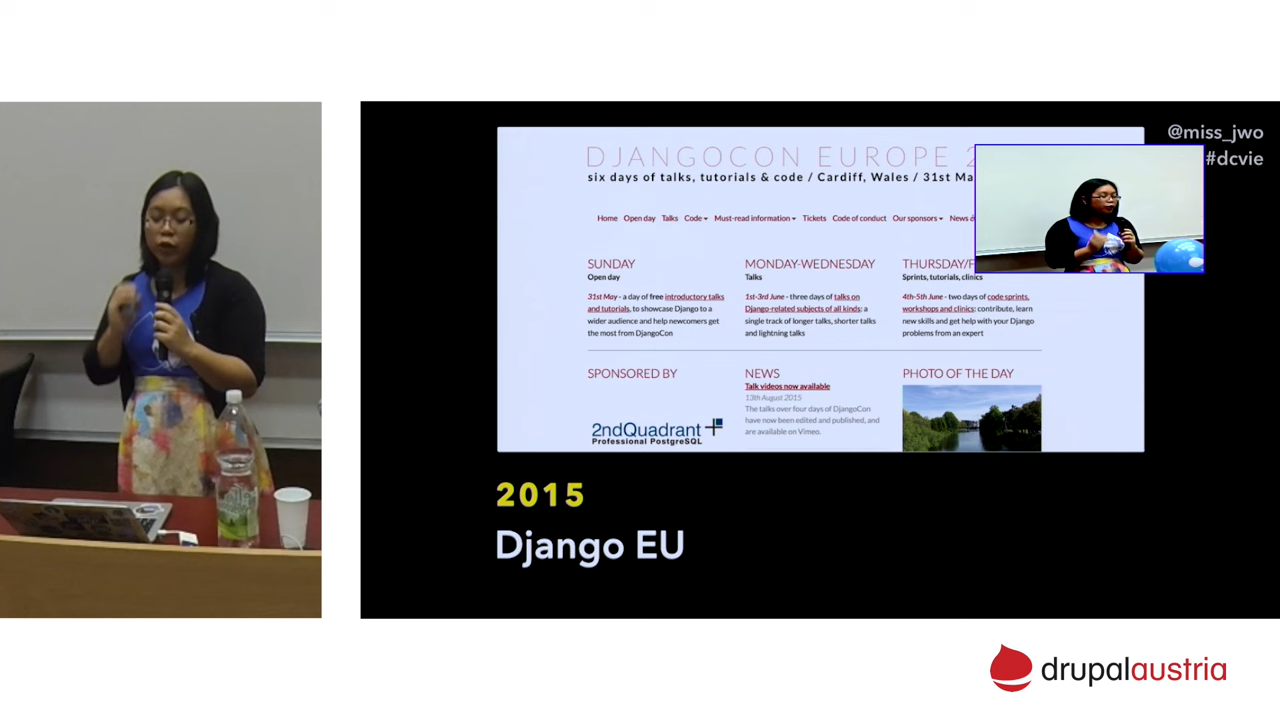 @miss_jwo
#dcvie
DJANGOCON EUROPE
six days of talks, tutorials & code / Cardiff, Wales / 31st
Home Open day Talks Code Must-read information Tickets Code of conduct Our sponsors News
SUNDAY
Open day
31st May - a day of free introductory talks
and tutorials, to showcase Django to a
wider audience and help newcomers get
the most from DjangoCon
MONDAY-WEDNESDAY
Talks
1st-3rd June - three days of talks on
Django-related subjects of all kinds: a
single track of longer talks, shorter talks
and lightning talks
THURSDAY/F
Sprints, tutorials, clinics
4th-5th June - two days of code sprints,
workshops and clinics: contribute, learn
new skills and get help with your Django
problems from an expert
SPONSORED BY
2ndQuadrant
Professional PostgreSQL
NEWS
Talk videos now available
13th August 2015
The talks over four days of DjangoCon
have now been edited and published, and
are available on Vimeo.
PHOTO OF THE DAY
2015
Django EU
drupalaustria